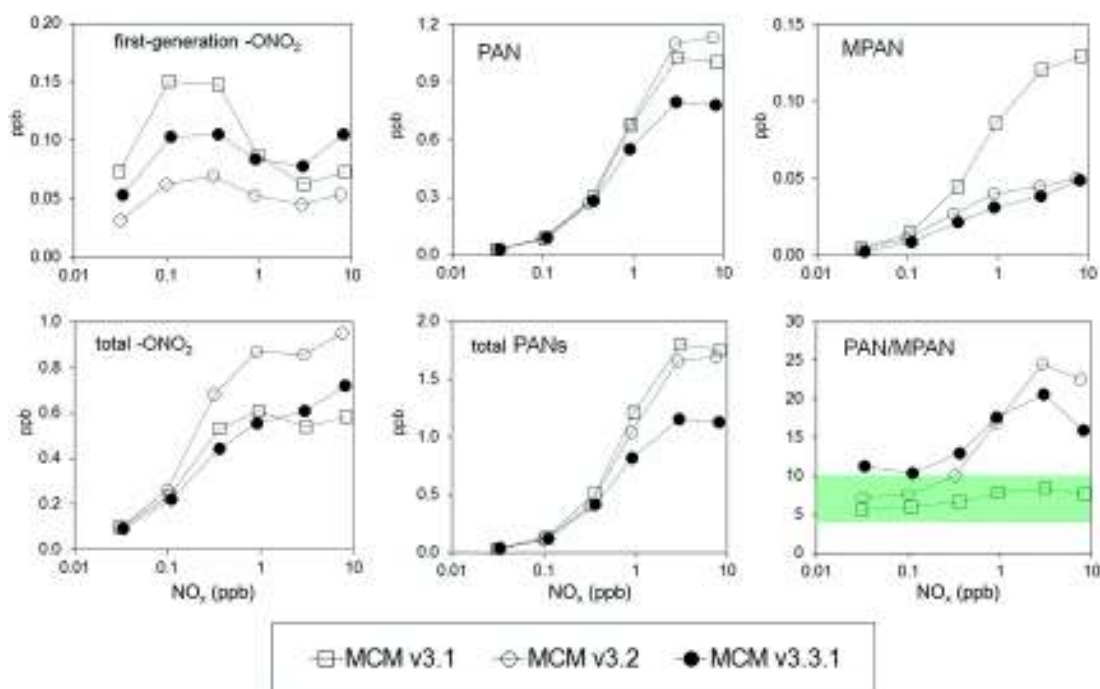 first-generation -ONO₂
0.20
0.15
0.10
0.05
0.00
ppb
0.01 0.1 1 10
PAN
1.2
0.9
0.6
0.3
0.0
ppb
0.01 0.1 1 10
MPAN
0.15
0.10
0.05
0.00
ppb
0.01 0.1 1 10
total -ONO₂
1.0
0.8
0.6
0.4
0.2
0.0
ppb
0.01 0.1 1 10
NOₓ (ppb)
total PANs
2.0
1.5
1.0
0.5
0.0
ppb
0.01 0.1 1 10
NOₓ (ppb)
PAN/MPAN
30
25
20
15
10
5
0
0.01 0.1 1 10
NOₓ (ppb)
MCM v3.1 MCM v3.2 MCM v3.3.1